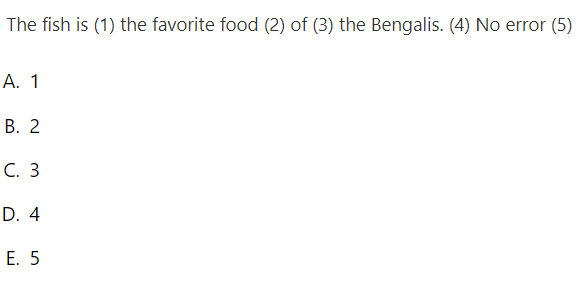 The fish is (1) the favorite food (2) of (3) the Bengalis. (4) No error (5)
A. 1
B. 2
C. 3
D. 4
E. 5